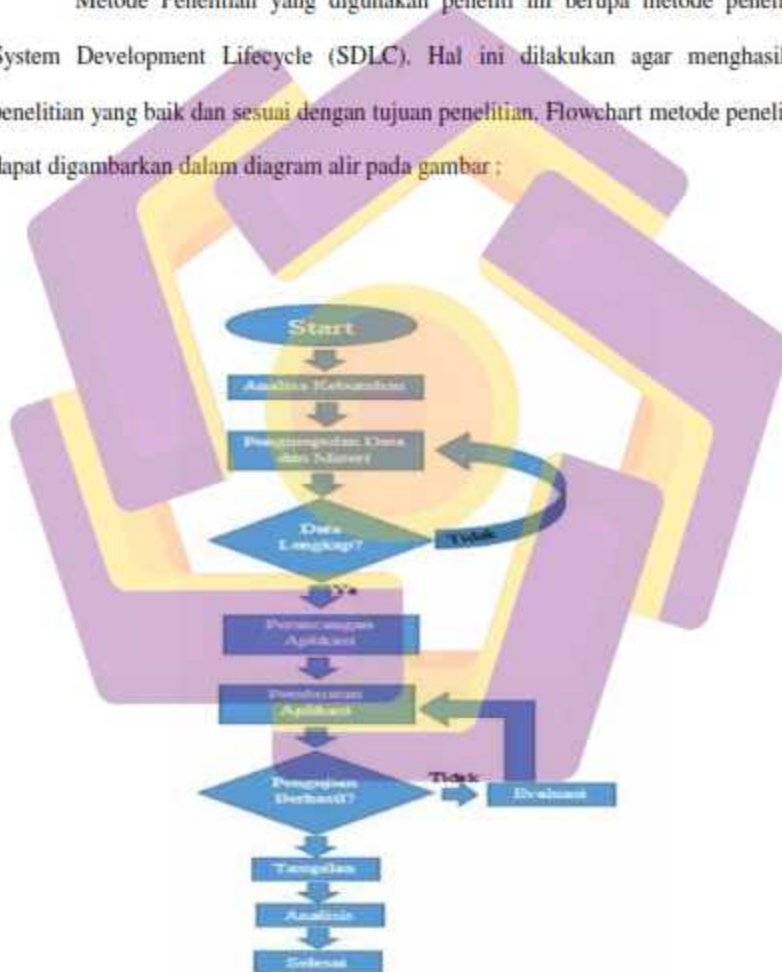 Metode Penelitian yang digunakan peneliti ini berupa metode peneli
System Development Lifecycle (SDLC). Hal ini dilakukan agar menghasil
penelitian yang baik dan sesuai dengan tujuan penelitian. Flowchart metode peneli
dapat digambarkan dalam diagram alir pada gambar :
Start
Analisa Kebutuhan
Pengumpulan Data
dan Materi
Data
Lengkap?
Tidak
Ya
Perancangan
Aplikasi
Pembuatan
Aplikasi
Pengujian
Berhasil?
Tidak
Evaluasi
Tampilan
Analisis
Selesai